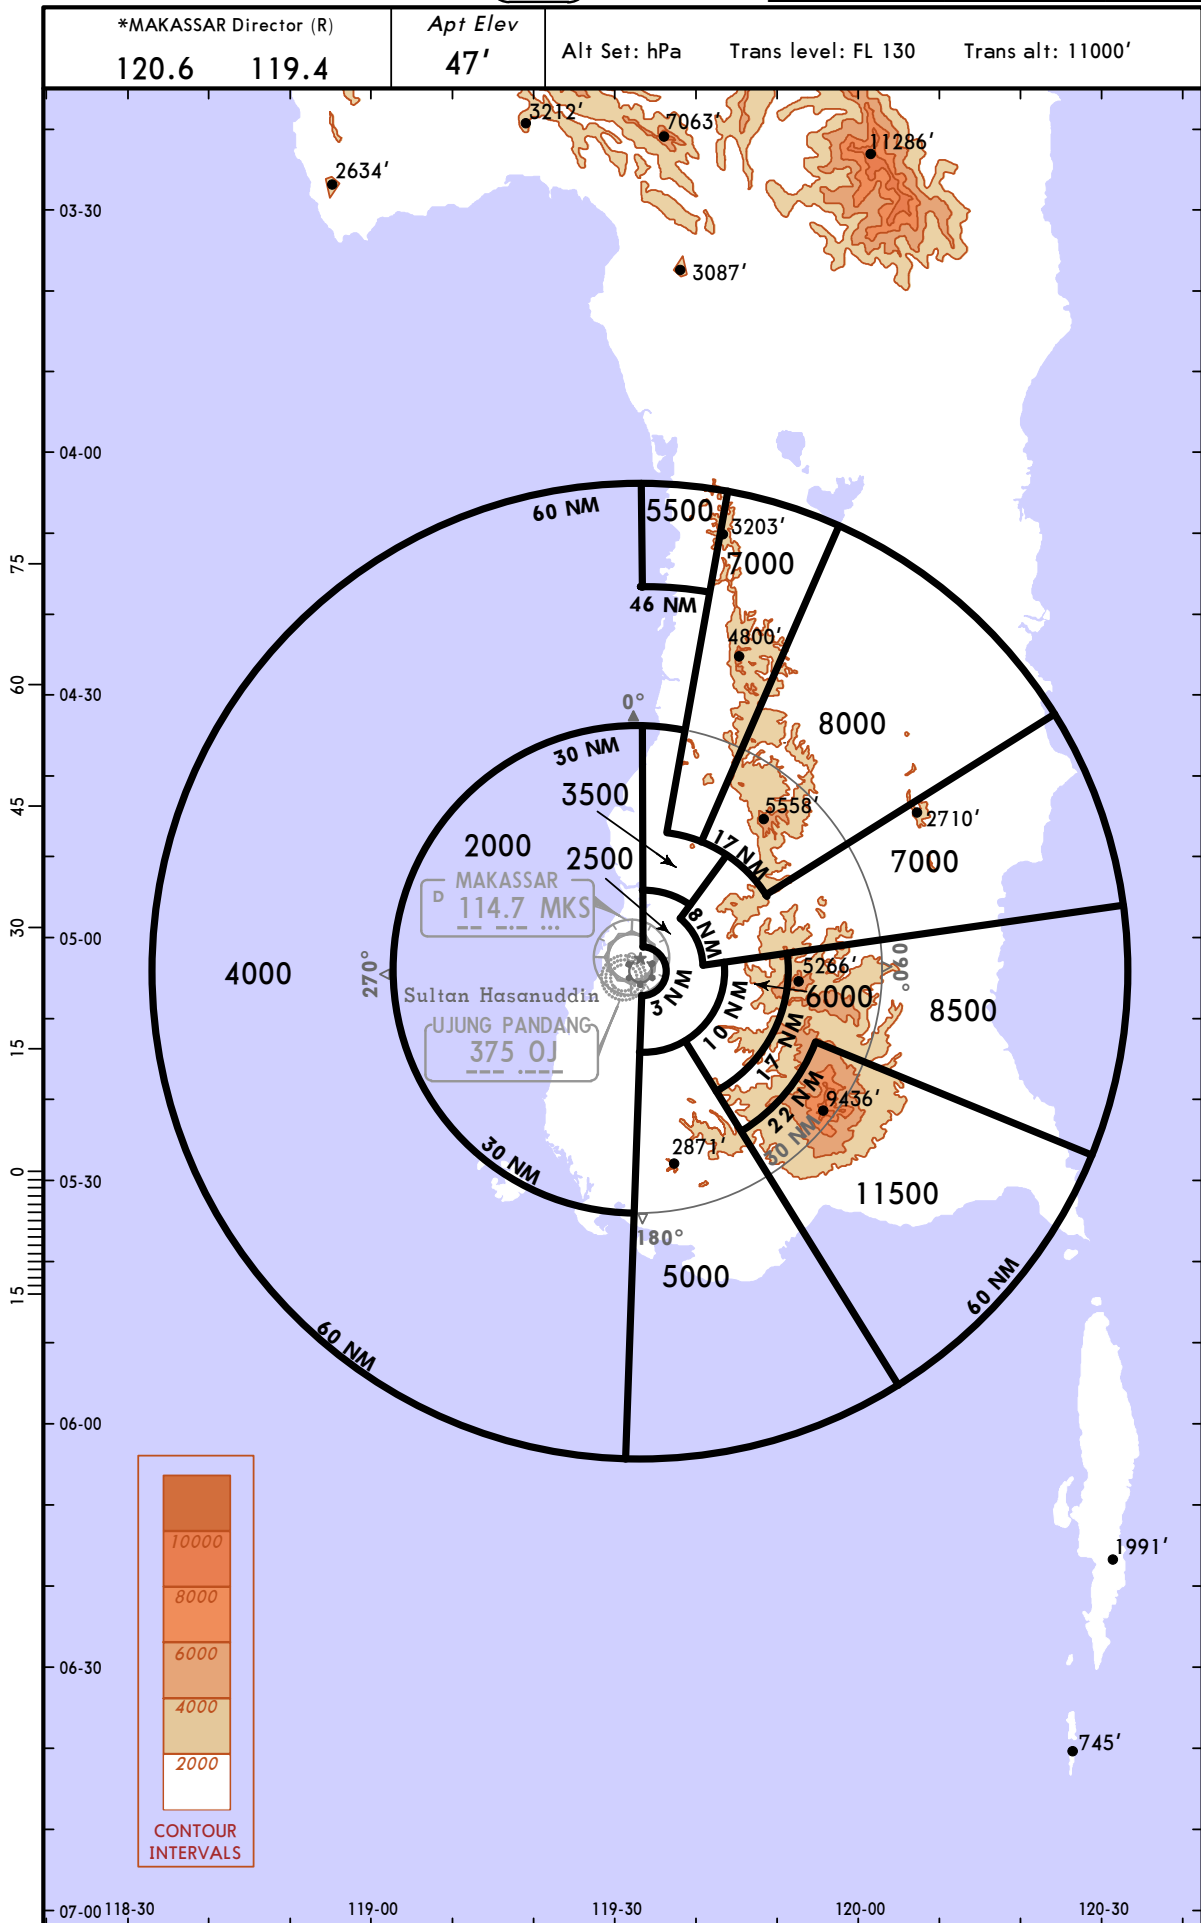 *MAKASSAR Director (R)
120.6 119.4
Apt Elev
47'
Alt Set: hPa Trans level: FL 130 Trans alt: 11000'
3212'
7063'
11286'
2634'
03-30
3087'
04-00
60 NM
5500
3203'
7000
75
46 NM
4800'
60
04-30
0°
8000
30 NM
3500
5558'
45
2710'
2000
17 NM
7000
2500
MAKASSAR
D 114.7 MKS
8 NM
30
05-00
4000
270°
5266'
090°
3 NM
10 NM
6000
Sultan Hasanuddin
8500
UJUNG PANDANG
375 OJ
17 NM
15
22 NM
9436'
30 NM
2871'
30 NM
0
05-30
11500
180°
5000
15
60 NM
60 NM
06-00
10000
8000
6000
4000
2000
CONTOUR
INTERVALS
1991'
06-30
745'
07-00
118-30 119-00 119-30 120-00 120-30